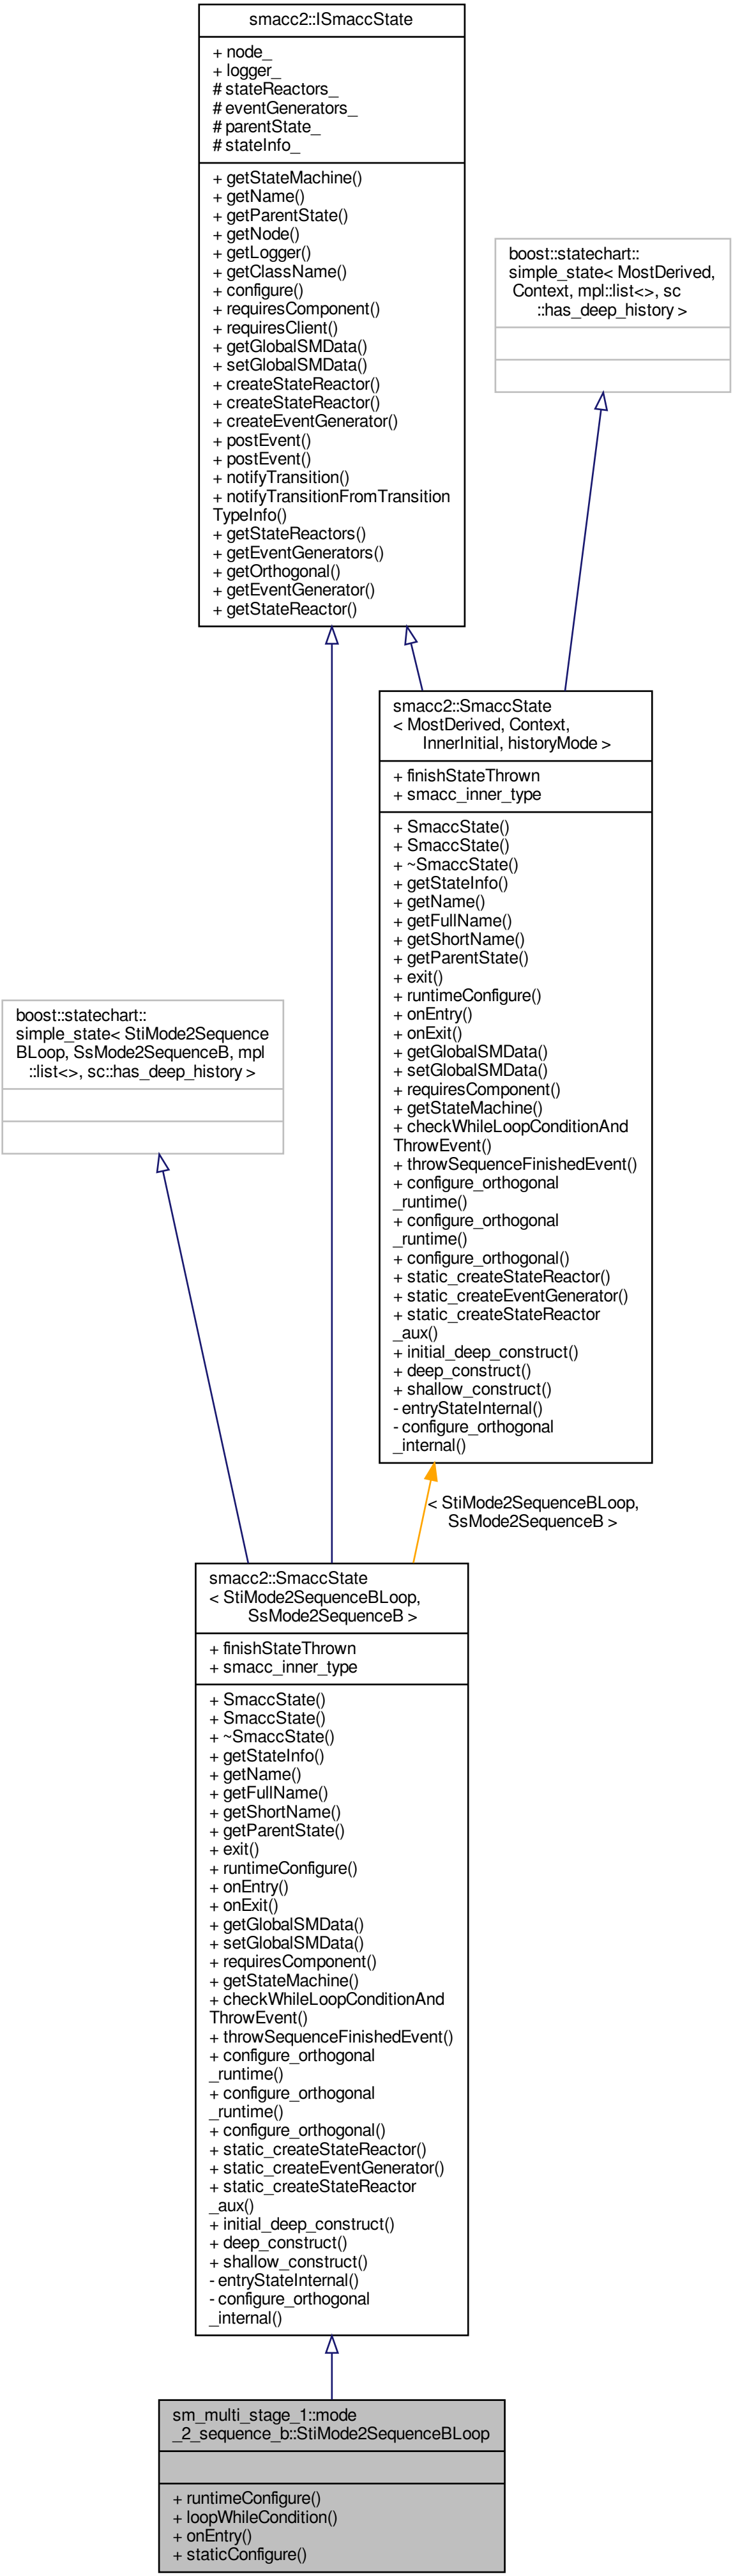 smacc2::ISmaccState
+ node_
+ logger_
# stateReactors_
# eventGenerators_
# parentState_
# stateInfo_
+ getStateMachine()
+ getName()
+ getParentState()
+ getNode()
+ getLogger()
+ getClassName()
+ configure()
+ requiresComponent()
+ requiresClient()
+ getGlobalSMData()
+ setGlobalSMData()
+ createStateReactor()
+ createStateReactor()
+ createEventGenerator()
+ postEvent()
+ postEvent()
+ notifyTransition()
+ notifyTransitionFromTransition
TypeInfo()
+ getStateReactors()
+ getEventGenerators()
+ getOrthogonal()
+ getEventGenerator()
+ getStateReactor()
boost::statechart::
simple_state< MostDerived,
Context, mpl::list<>, sc
::has_deep_history >
smacc2::SmaccState
< MostDerived, Context,
InnerInitial, historyMode >
+ finishStateThrown
+ smacc_inner_type
+ SmaccState()
+ SmaccState()
+ ~SmaccState()
+ getStateInfo()
+ getName()
+ getFullName()
+ getShortName()
+ getParentState()
+ exit()
+ runtimeConfigure()
+ onEntry()
+ onExit()
+ getGlobalSMData()
+ setGlobalSMData()
+ requiresComponent()
+ getStateMachine()
+ checkWhileLoopConditionAnd
ThrowEvent()
+ throwSequenceFinishedEvent()
+ configure_orthogonal
_runtime()
+ configure_orthogonal
_runtime()
+ configure_orthogonal()
+ static_createStateReactor()
+ static_createEventGenerator()
+ static_createStateReactor
_aux()
+ initial_deep_construct()
+ deep_construct()
+ shallow_construct()
- entryStateInternal()
- configure_orthogonal
_internal()
boost::statechart::
simple_state< StiMode2Sequence
BLoop, SsMode2SequenceB, mpl
::list<>, sc::has_deep_history >
< StiMode2SequenceBLoop,
SsMode2SequenceB >
smacc2::SmaccState
< StiMode2SequenceBLoop,
SsMode2SequenceB >
+ finishStateThrown
+ smacc_inner_type
+ SmaccState()
+ SmaccState()
+ ~SmaccState()
+ getStateInfo()
+ getName()
+ getFullName()
+ getShortName()
+ getParentState()
+ exit()
+ runtimeConfigure()
+ onEntry()
+ onExit()
+ getGlobalSMData()
+ setGlobalSMData()
+ requiresComponent()
+ getStateMachine()
+ checkWhileLoopConditionAnd
ThrowEvent()
+ throwSequenceFinishedEvent()
+ configure_orthogonal
_runtime()
+ configure_orthogonal
_runtime()
+ configure_orthogonal()
+ static_createStateReactor()
+ static_createEventGenerator()
+ static_createStateReactor
_aux()
+ initial_deep_construct()
+ deep_construct()
+ shallow_construct()
- entryStateInternal()
- configure_orthogonal
_internal()
sm_multi_stage_1::mode
_2_sequence_b::StiMode2SequenceBLoop
+ runtimeConfigure()
+ loopWhileCondition()
+ onEntry()
+ staticConfigure()